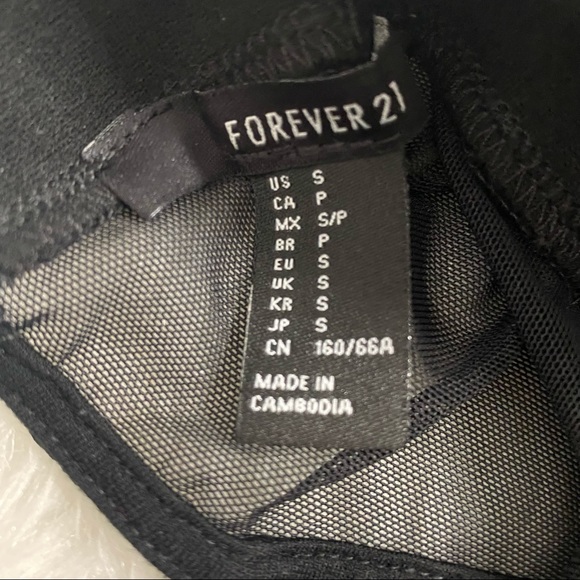 FOREVER 21
US S
CA P
MX S/P
BR P
EU S
UK S
KR S
JP S
CN 160/66A
MADE IN
CAMBODIA